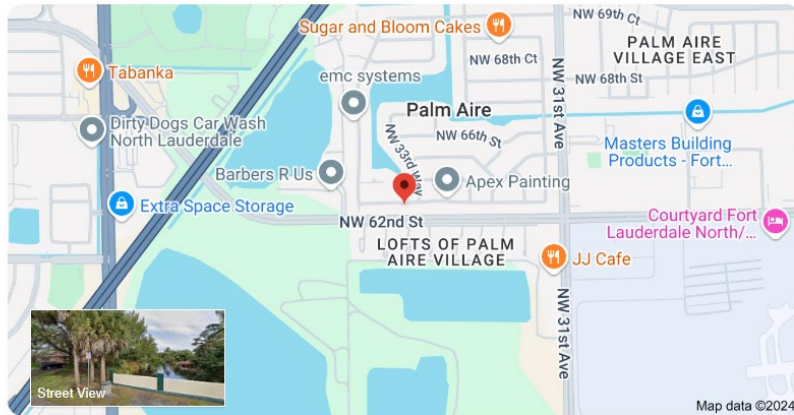 NW 69th Ct
Sugar and Bloom Cakes
NW 68th Ct
PALM AIRE
VILLAGE EAST
Tabanka
emc systems
NW 68th St
Palm Aire
NW 31st Ave
Dirty Dogs Car Wash
North Lauderdale
NW 33rd Way
NW 66th St
Masters Building
Products - Fort...
Barbers R Us
Apex Painting
Extra Space Storage
NW 62nd St
Courtyard Fort
Lauderdale North/...
LOFTS OF PALM
AIRE VILLAGE
JJ Cafe
NW 31st Ave
Street View
Map data ©2024